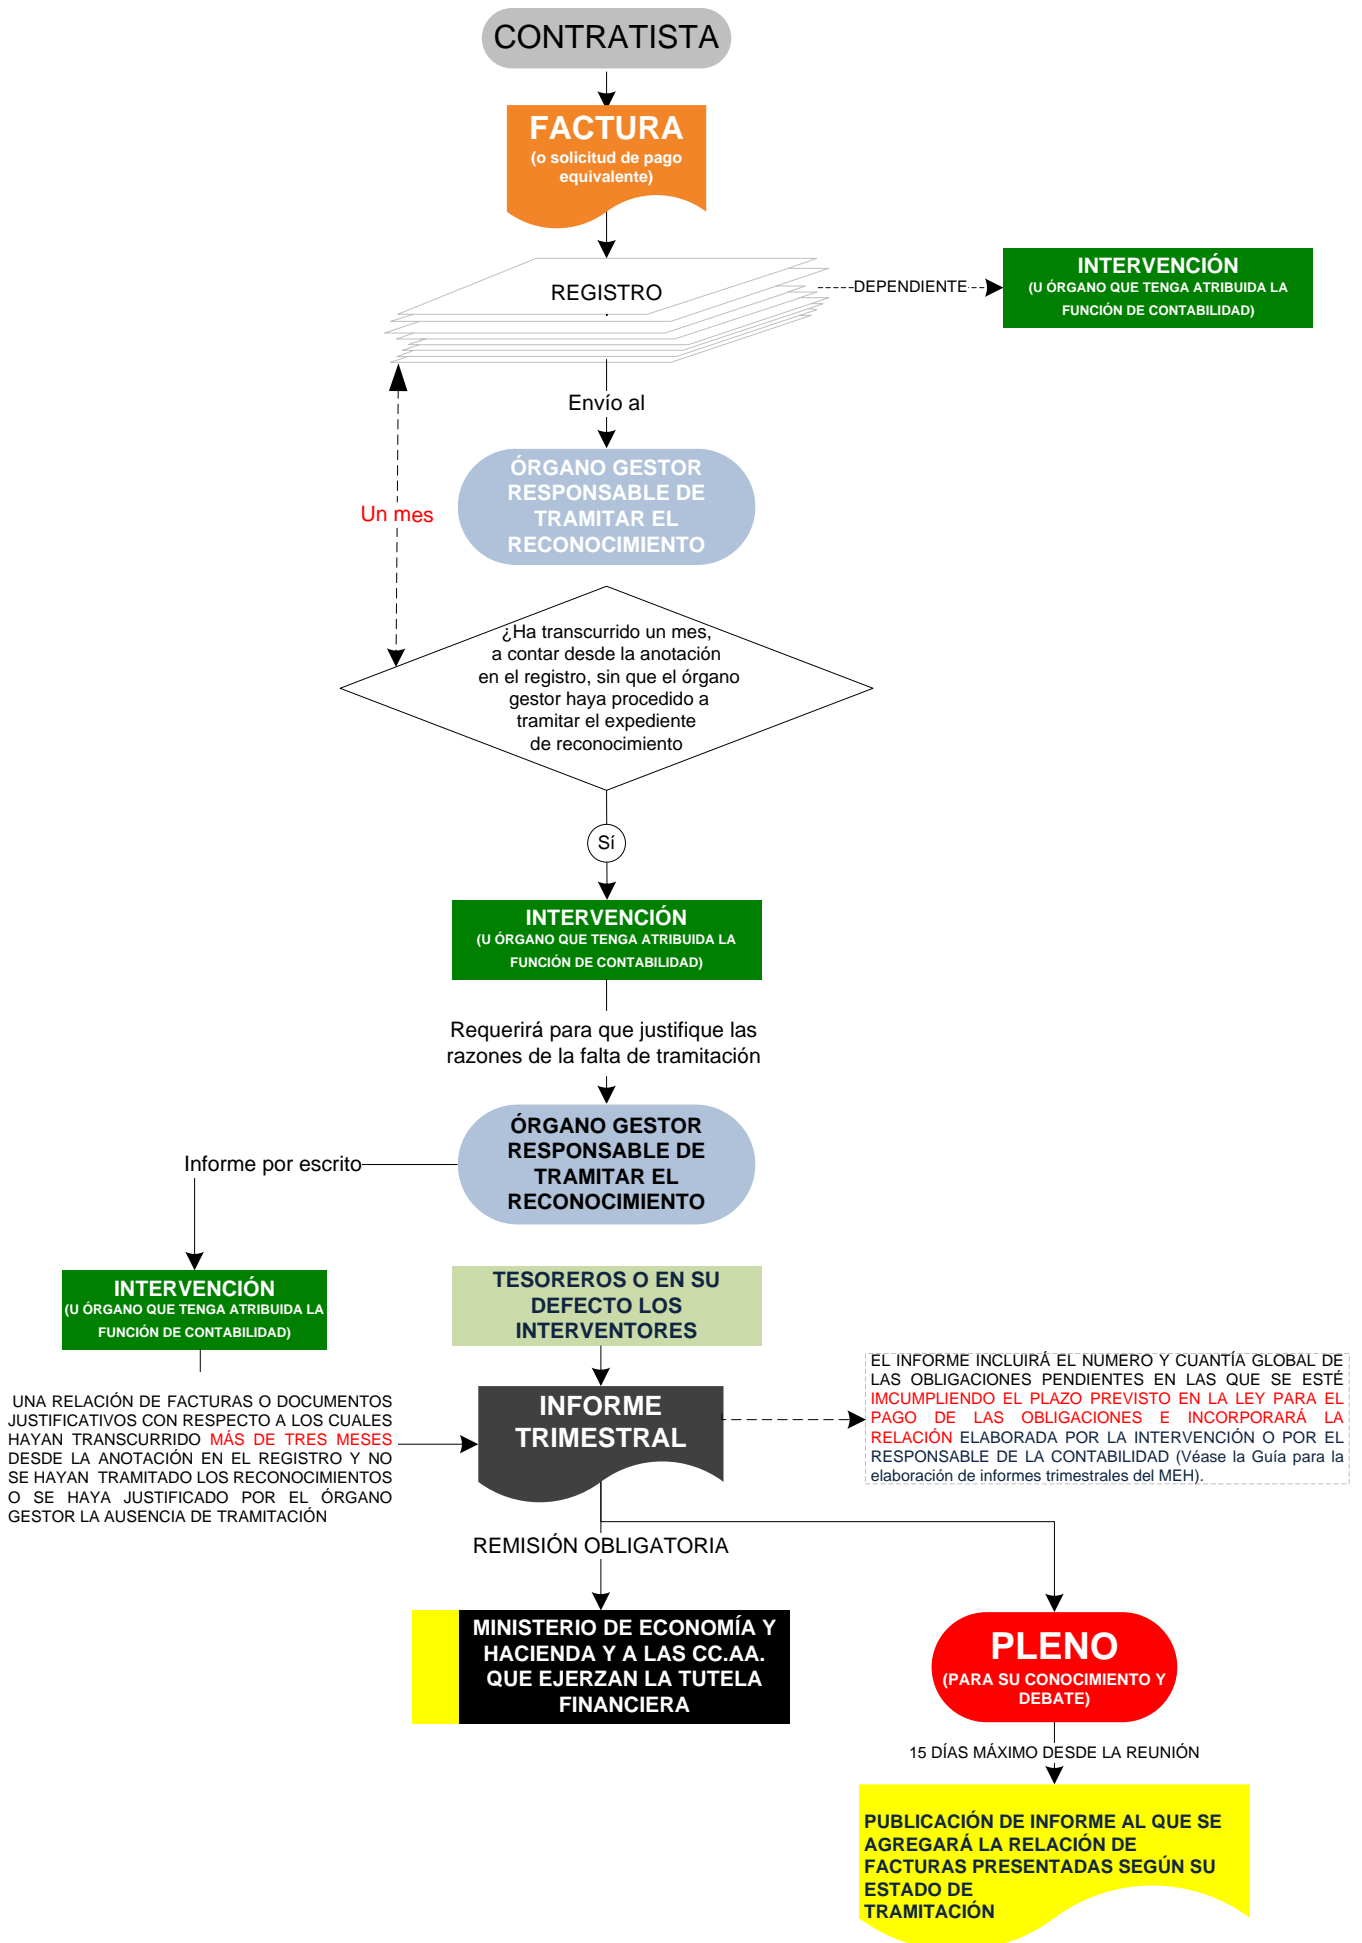 CONTRATISTA
FACTURA
(o solicitud de pago
equivalente)
REGISTRO
DEPENDIENTE
INTERVENCIÓN
(U ÓRGANO QUE TENGA ATRIBUIDA LA
FUNCIÓN DE CONTABILIDAD)
Envío al
ÓRGANO GESTOR
RESPONSABLE DE
TRAMITAR EL
RECONOCIMIENTO
Un mes
¿Ha transcurrido un mes,
a contar desde la anotación
en el registro, sin que el órgano
gestor haya procedido a
tramitar el expediente
de reconocimiento
Sí
INTERVENCIÓN
(U ÓRGANO QUE TENGA ATRIBUIDA LA
FUNCIÓN DE CONTABILIDAD)
Requerirá para que justifique las
razones de la falta de tramitación
ÓRGANO GESTOR
RESPONSABLE DE
TRAMITAR EL
RECONOCIMIENTO
Informe por escrito
INTERVENCIÓN
(U ÓRGANO QUE TENGA ATRIBUIDA LA
FUNCIÓN DE CONTABILIDAD)
UNA RELACIÓN DE FACTURAS O DOCUMENTOS
JUSTIFICATIVOS CON RESPECTO A LOS CUALES
HAYAN TRANSCURRIDO MÁS DE TRES MESES
DESDE LA ANOTACIÓN EN EL REGISTRO Y NO
SE HAYAN TRAMITADO LOS RECONOCIMIENTOS
O SE HAYA JUSTIFICADO POR EL ÓRGANO
GESTOR LA AUSENCIA DE TRAMITACIÓN
TESOREROS O EN SU
DEFECTO LOS
INTERVENTORES
INFORME
TRIMESTRAL
EL INFORME INCLUIRÁ EL NUMERO Y CUANTÍA GLOBAL DE
LAS OBLIGACIONES PENDIENTES EN LAS QUE SE ESTÉ
IMCUMPLIENDO EL PLAZO PREVISTO EN LA LEY PARA EL
PAGO DE LAS OBLIGACIONES E INCORPORARÁ LA
RELACIÓN ELABORADA POR LA INTERVENCIÓN O POR EL
RESPONSABLE DE LA CONTABILIDAD (Véase la Guía para la
elaboración de informes trimestrales del MEH).
REMISIÓN OBLIGATORIA
MINISTERIO DE ECONOMÍA Y
HACIENDA Y A LAS CC.AA.
QUE EJERZAN LA TUTELA
FINANCIERA
PLENO
(PARA SU CONOCIMIENTO Y
DEBATE)
15 DÍAS MÁXIMO DESDE LA REUNIÓN
PUBLICACIÓN DE INFORME AL QUE SE
AGREGARÁ LA RELACIÓN DE
FACTURAS PRESENTADAS SEGÚN SU
ESTADO DE
TRAMITACIÓN